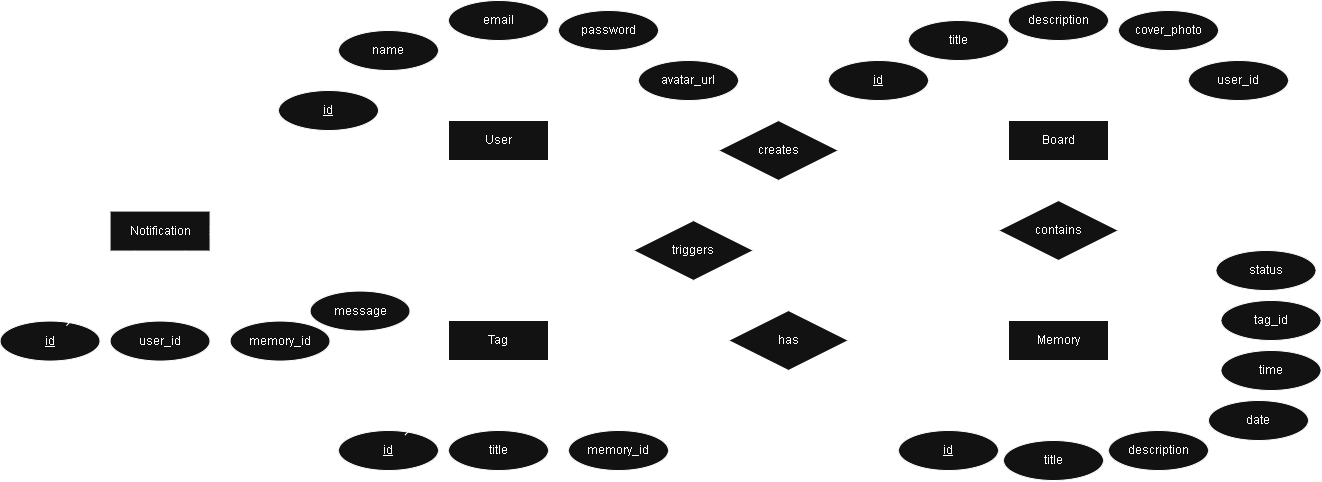 email
description
password
cover_photo
title
name
avatar_url
id
user_id
id
User
Board
creates
Notification
contains
triggers
status
message
tag_id
id
user_id
memory_id
Tag
has
Memory
time
date
id
title
memory_id
id
description
title